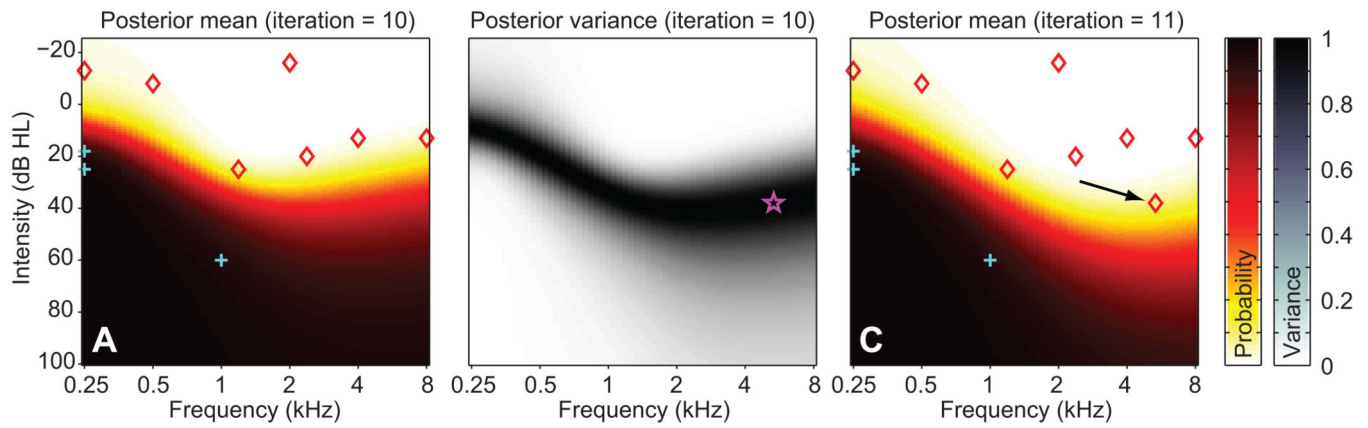 Posterior mean (iteration = 10)
Posterior variance (iteration = 10)
Posterior mean (iteration = 11)
Intensity (dB HL)
−20
0
20
40
60
80
100
A
C
0.25 0.5 1 2 4 8
0.25 0.5 1 2 4 8
0.25 0.5 1 2 4 8
Frequency (kHz)
Frequency (kHz)
Frequency (kHz)
Probability
Variance
1
0.8
0.6
0.4
0.2
0